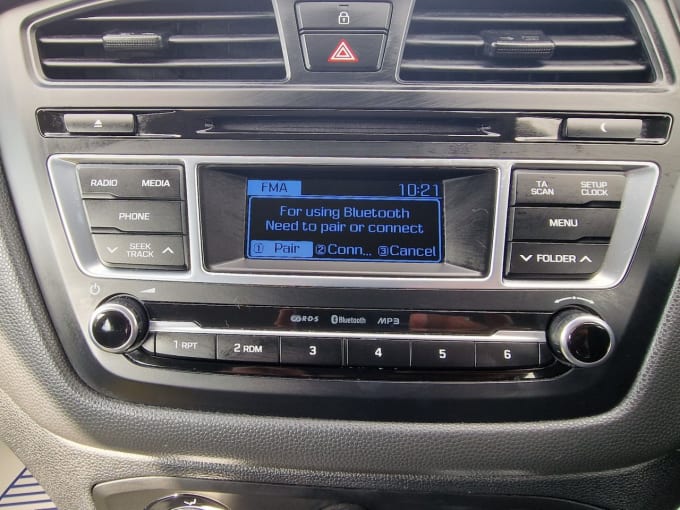 RADIO MEDIA
PHONE
SEEK
TRACK
FMA 10:21
For using Bluetooth
Need to pair or connect
1 Pair 2 Conn... 3 Cancel
TA
SCAN
SETUP
CLOCK
MENU
FOLDER
RDS Bluetooth MP3
1 RPT 2 RDM 3 4 5 6